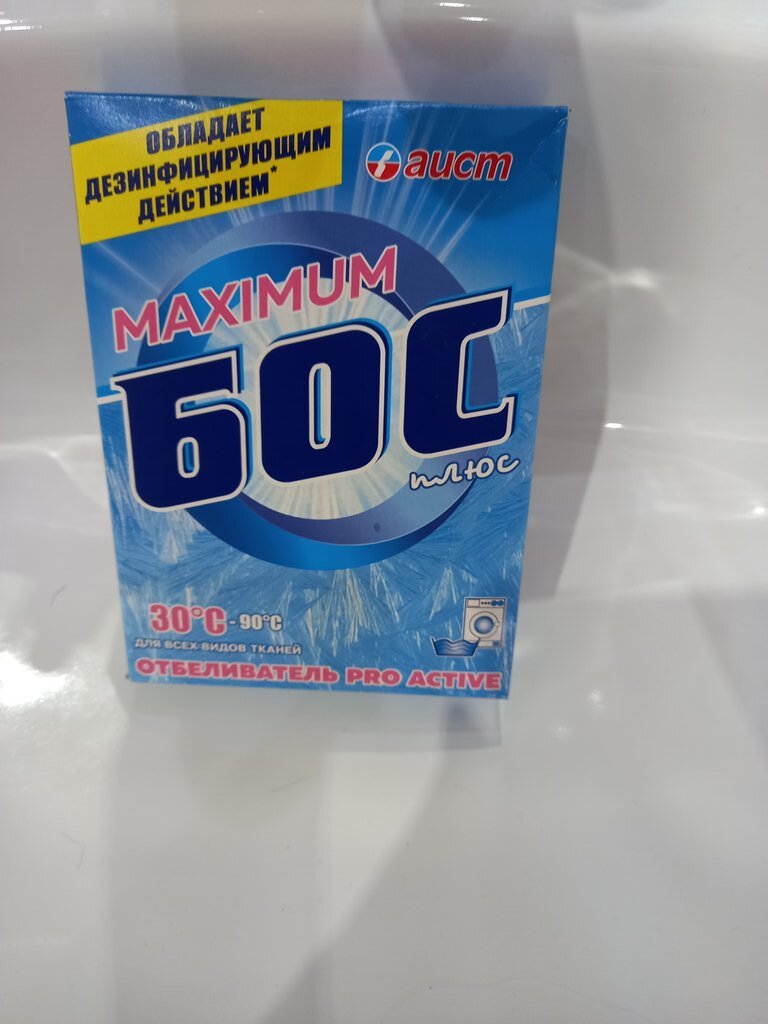 ОБЛАДАЕТ
ДЕЗИНФИЦИРУЮЩИМ
ДЕЙСТВИЕМ*
аист
MAXIMUM
БОС
плюс
30°C - 90°C
ДЛЯ ВСЕХ ВИДОВ ТКАНЕЙ
ОТБЕЛИВАТЕЛЬ PRO ACTIVE